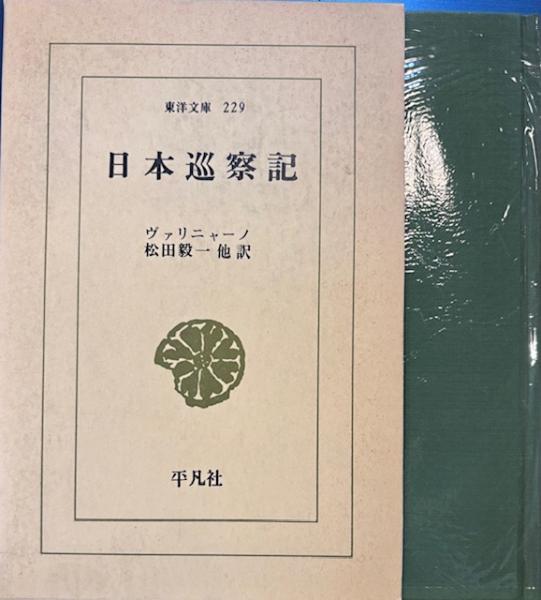 東洋文庫 229
日本巡察記
ヴァリニャーノ
松田毅一 他訳
平凡社